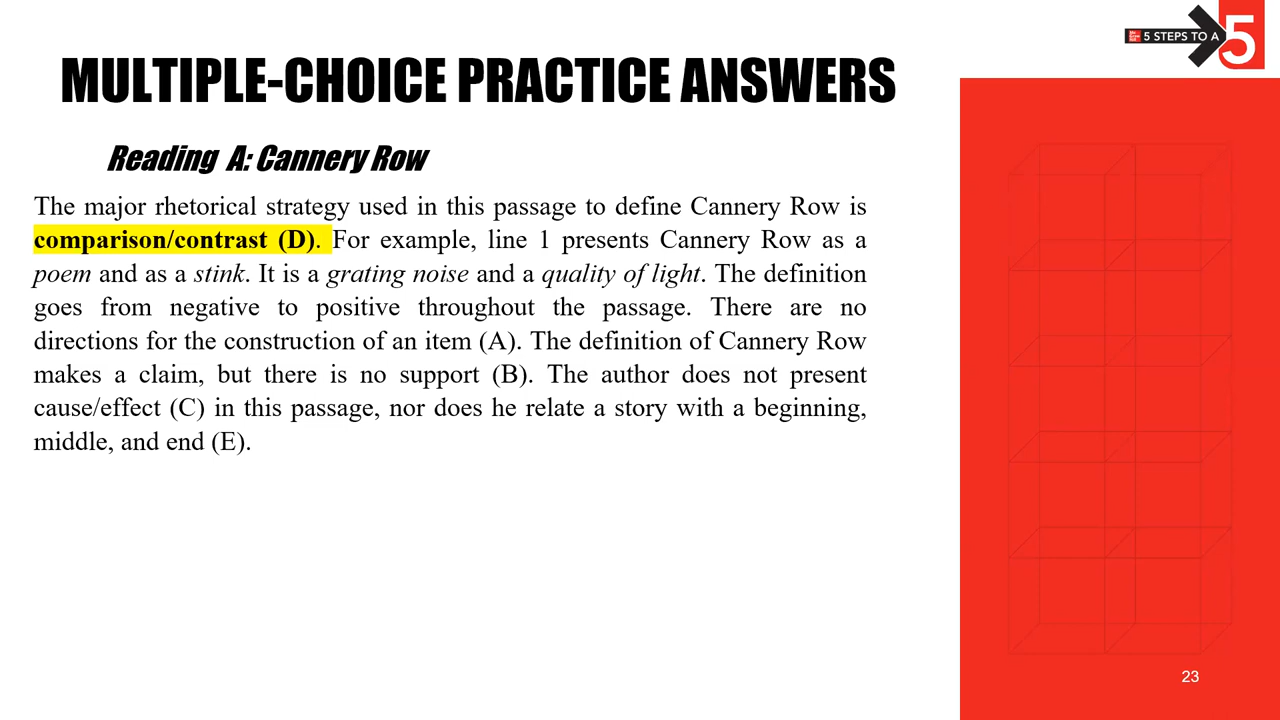 5 STEPS TO A
5
MULTIPLE-CHOICE PRACTICE ANSWERS
Reading A: Cannery Row
The major rhetorical strategy used in this passage to define Cannery Row is
comparison/contrast (D). For example, line 1 presents Cannery Row as a
poem and as a stink. It is a grating noise and a quality of light. The definition
goes from negative to positive throughout the passage. There are no
directions for the construction of an item (A). The definition of Cannery Row
makes a claim, but there is no support (B). The author does not present
cause/effect (C) in this passage, nor does he relate a story with a beginning,
middle, and end (E).
23